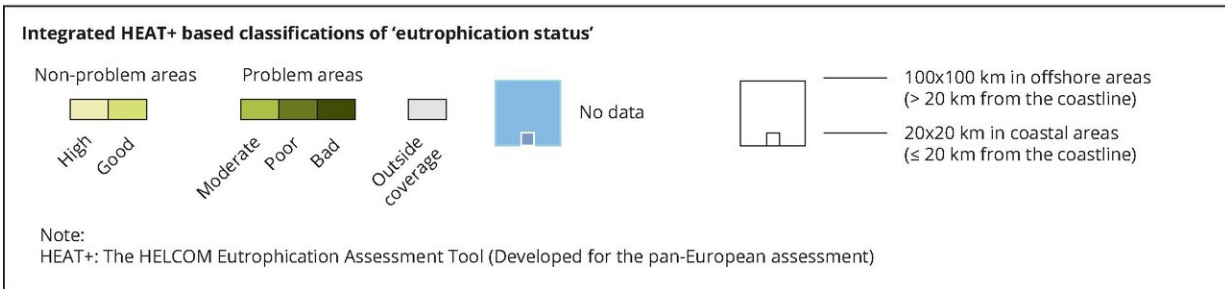 Integrated HEAT+ based classifications of ‘eutrophication status’
Non-problem areas
Problem areas
High
Good
Moderate
Poor
Bad
Outside
coverage
No data
100x100 km in offshore areas
(> 20 km from the coastline)
20x20 km in coastal areas
(≤ 20 km from the coastline)
Note:
HEAT+: The HELCOM Eutrophication Assessment Tool (Developed for the pan-European assessment)